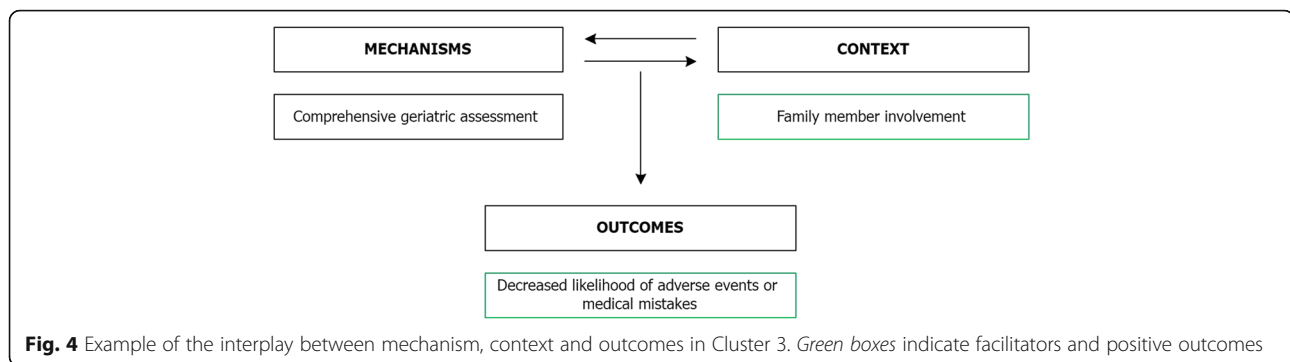 MECHANISMS
CONTEXT
Comprehensive geriatric assessment
Family member involvement
OUTCOMES
Decreased likelihood of adverse events or
medical mistakes
Fig. 4 Example of the interplay between mechanism, context and outcomes in Cluster 3. Green boxes indicate facilitators and positive outcomes